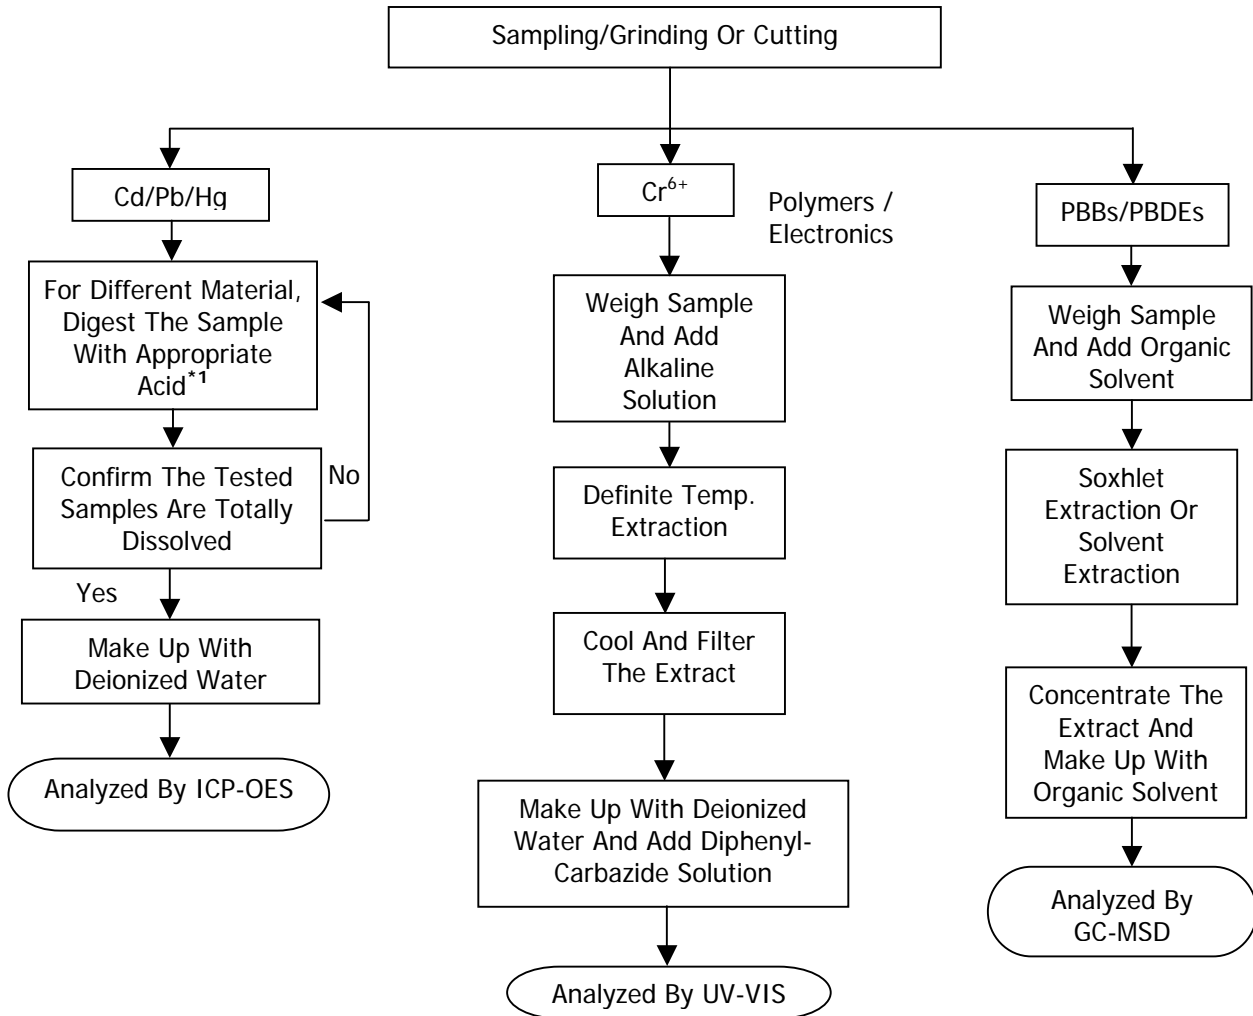 Sampling/Grinding Or Cutting
Cd/Pb/Hg
For Different Material,
Digest The Sample
With Appropriate
Acid*1
Confirm The Tested
Samples Are Totally
Dissolved
No
Yes
Make Up With
Deionized Water
Analyzed By ICP-OES
Cr6+
Polymers /
Electronics
Weigh Sample
And Add
Alkaline
Solution
Definite Temp.
Extraction
Cool And Filter
The Extract
Make Up With Deionized
Water And Add Diphenyl-
Carbazide Solution
Analyzed By UV-VIS
PBBs/PBDEs
Weigh Sample
And Add Organic
Solvent
Soxhlet
Extraction Or
Solvent
Extraction
Concentrate The
Extract And
Make Up With
Organic Solvent
Analyzed By
GC-MSD